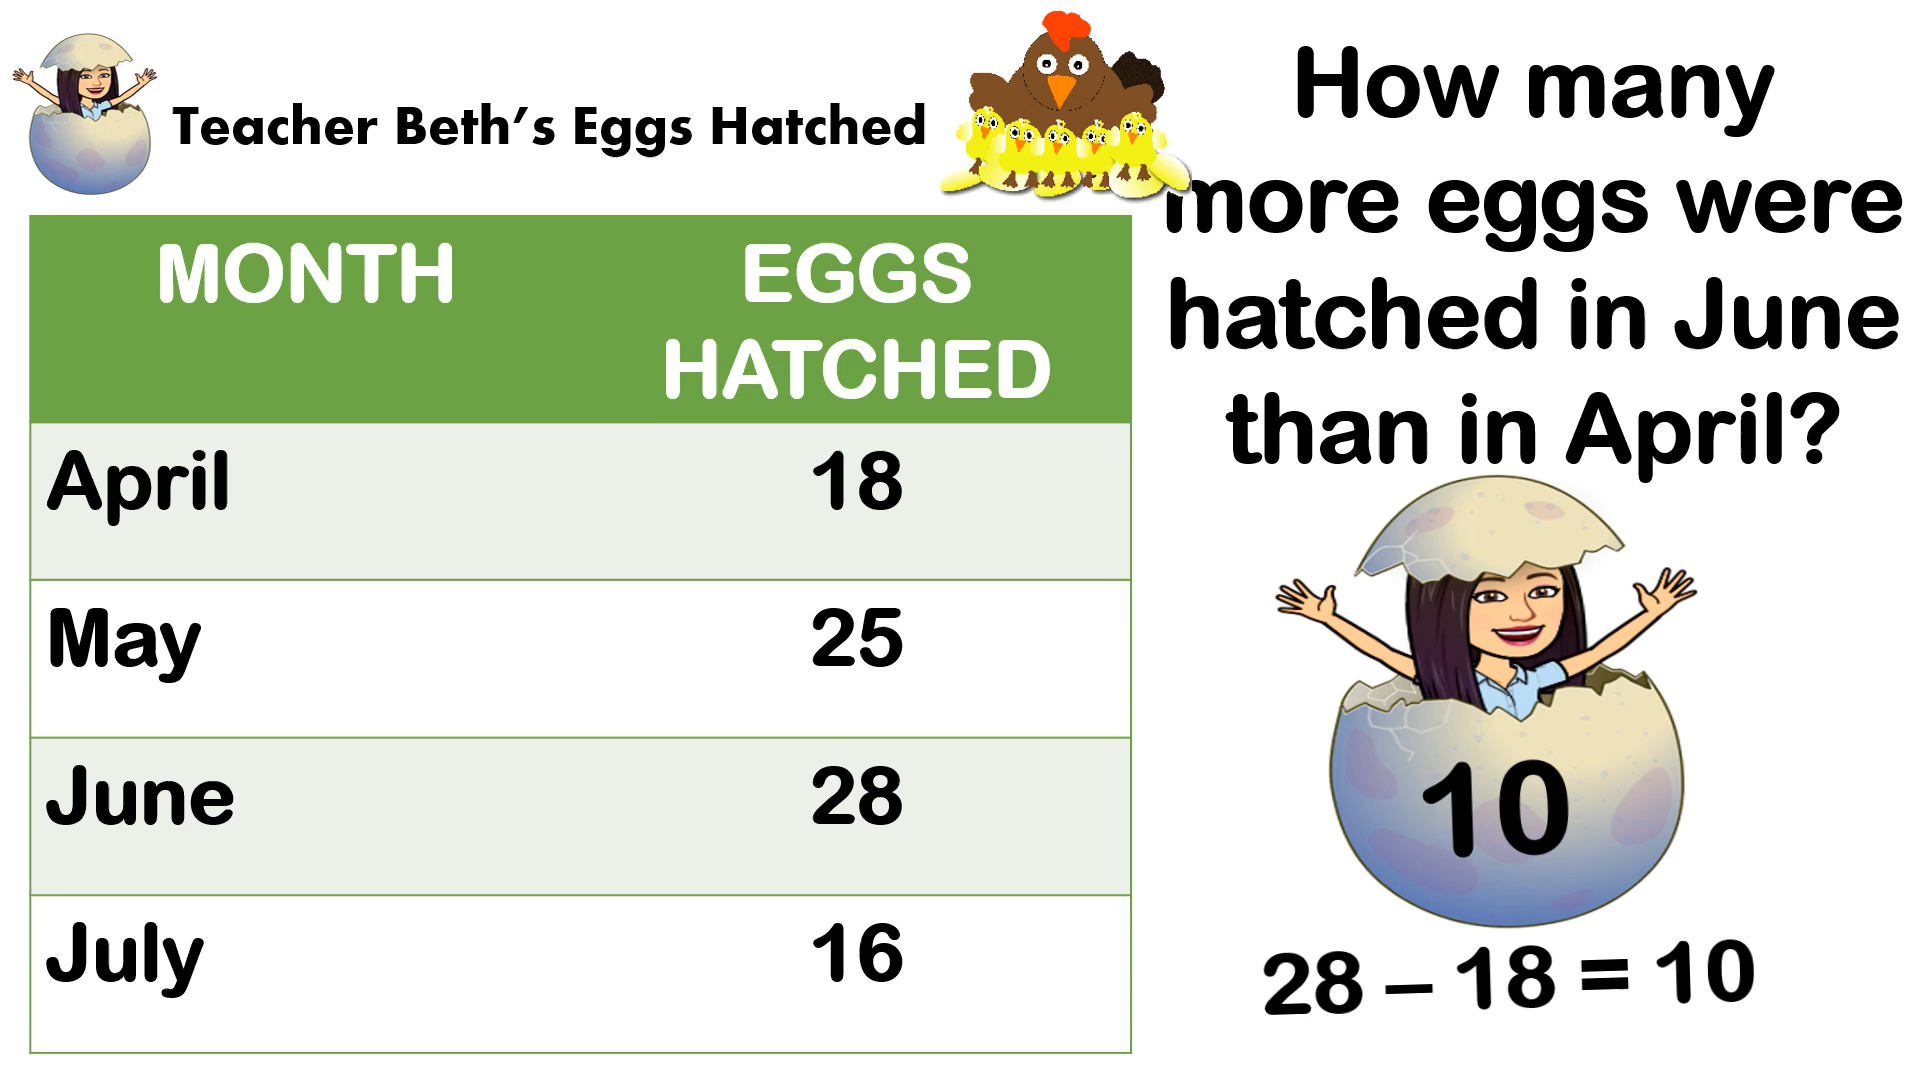 Teacher Beth’s Eggs Hatched
MONTH EGGS
HATCHED
April 18
May 25
June 28
July 16
How many
more eggs were
hatched in June
than in April?
10
28 – 18 = 10